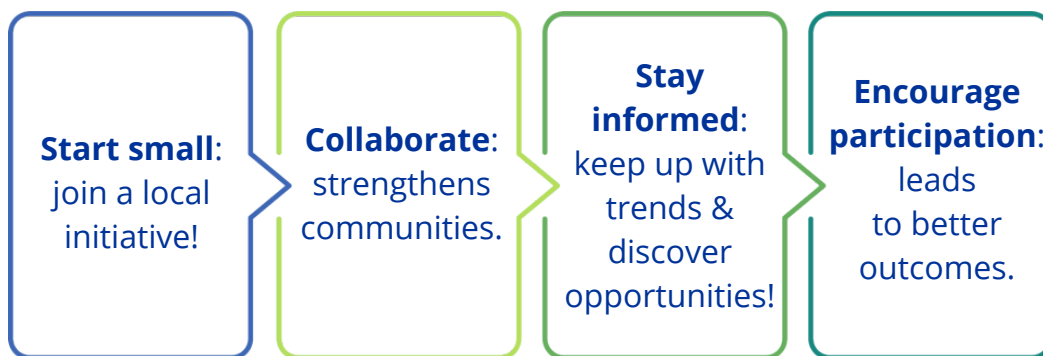 Start small:
join a local
initiative!
Collaborate:
strengthens
communities.
Stay
informed:
keep up with
trends &
discover
opportunities!
Encourage
participation:
leads
to better
outcomes.